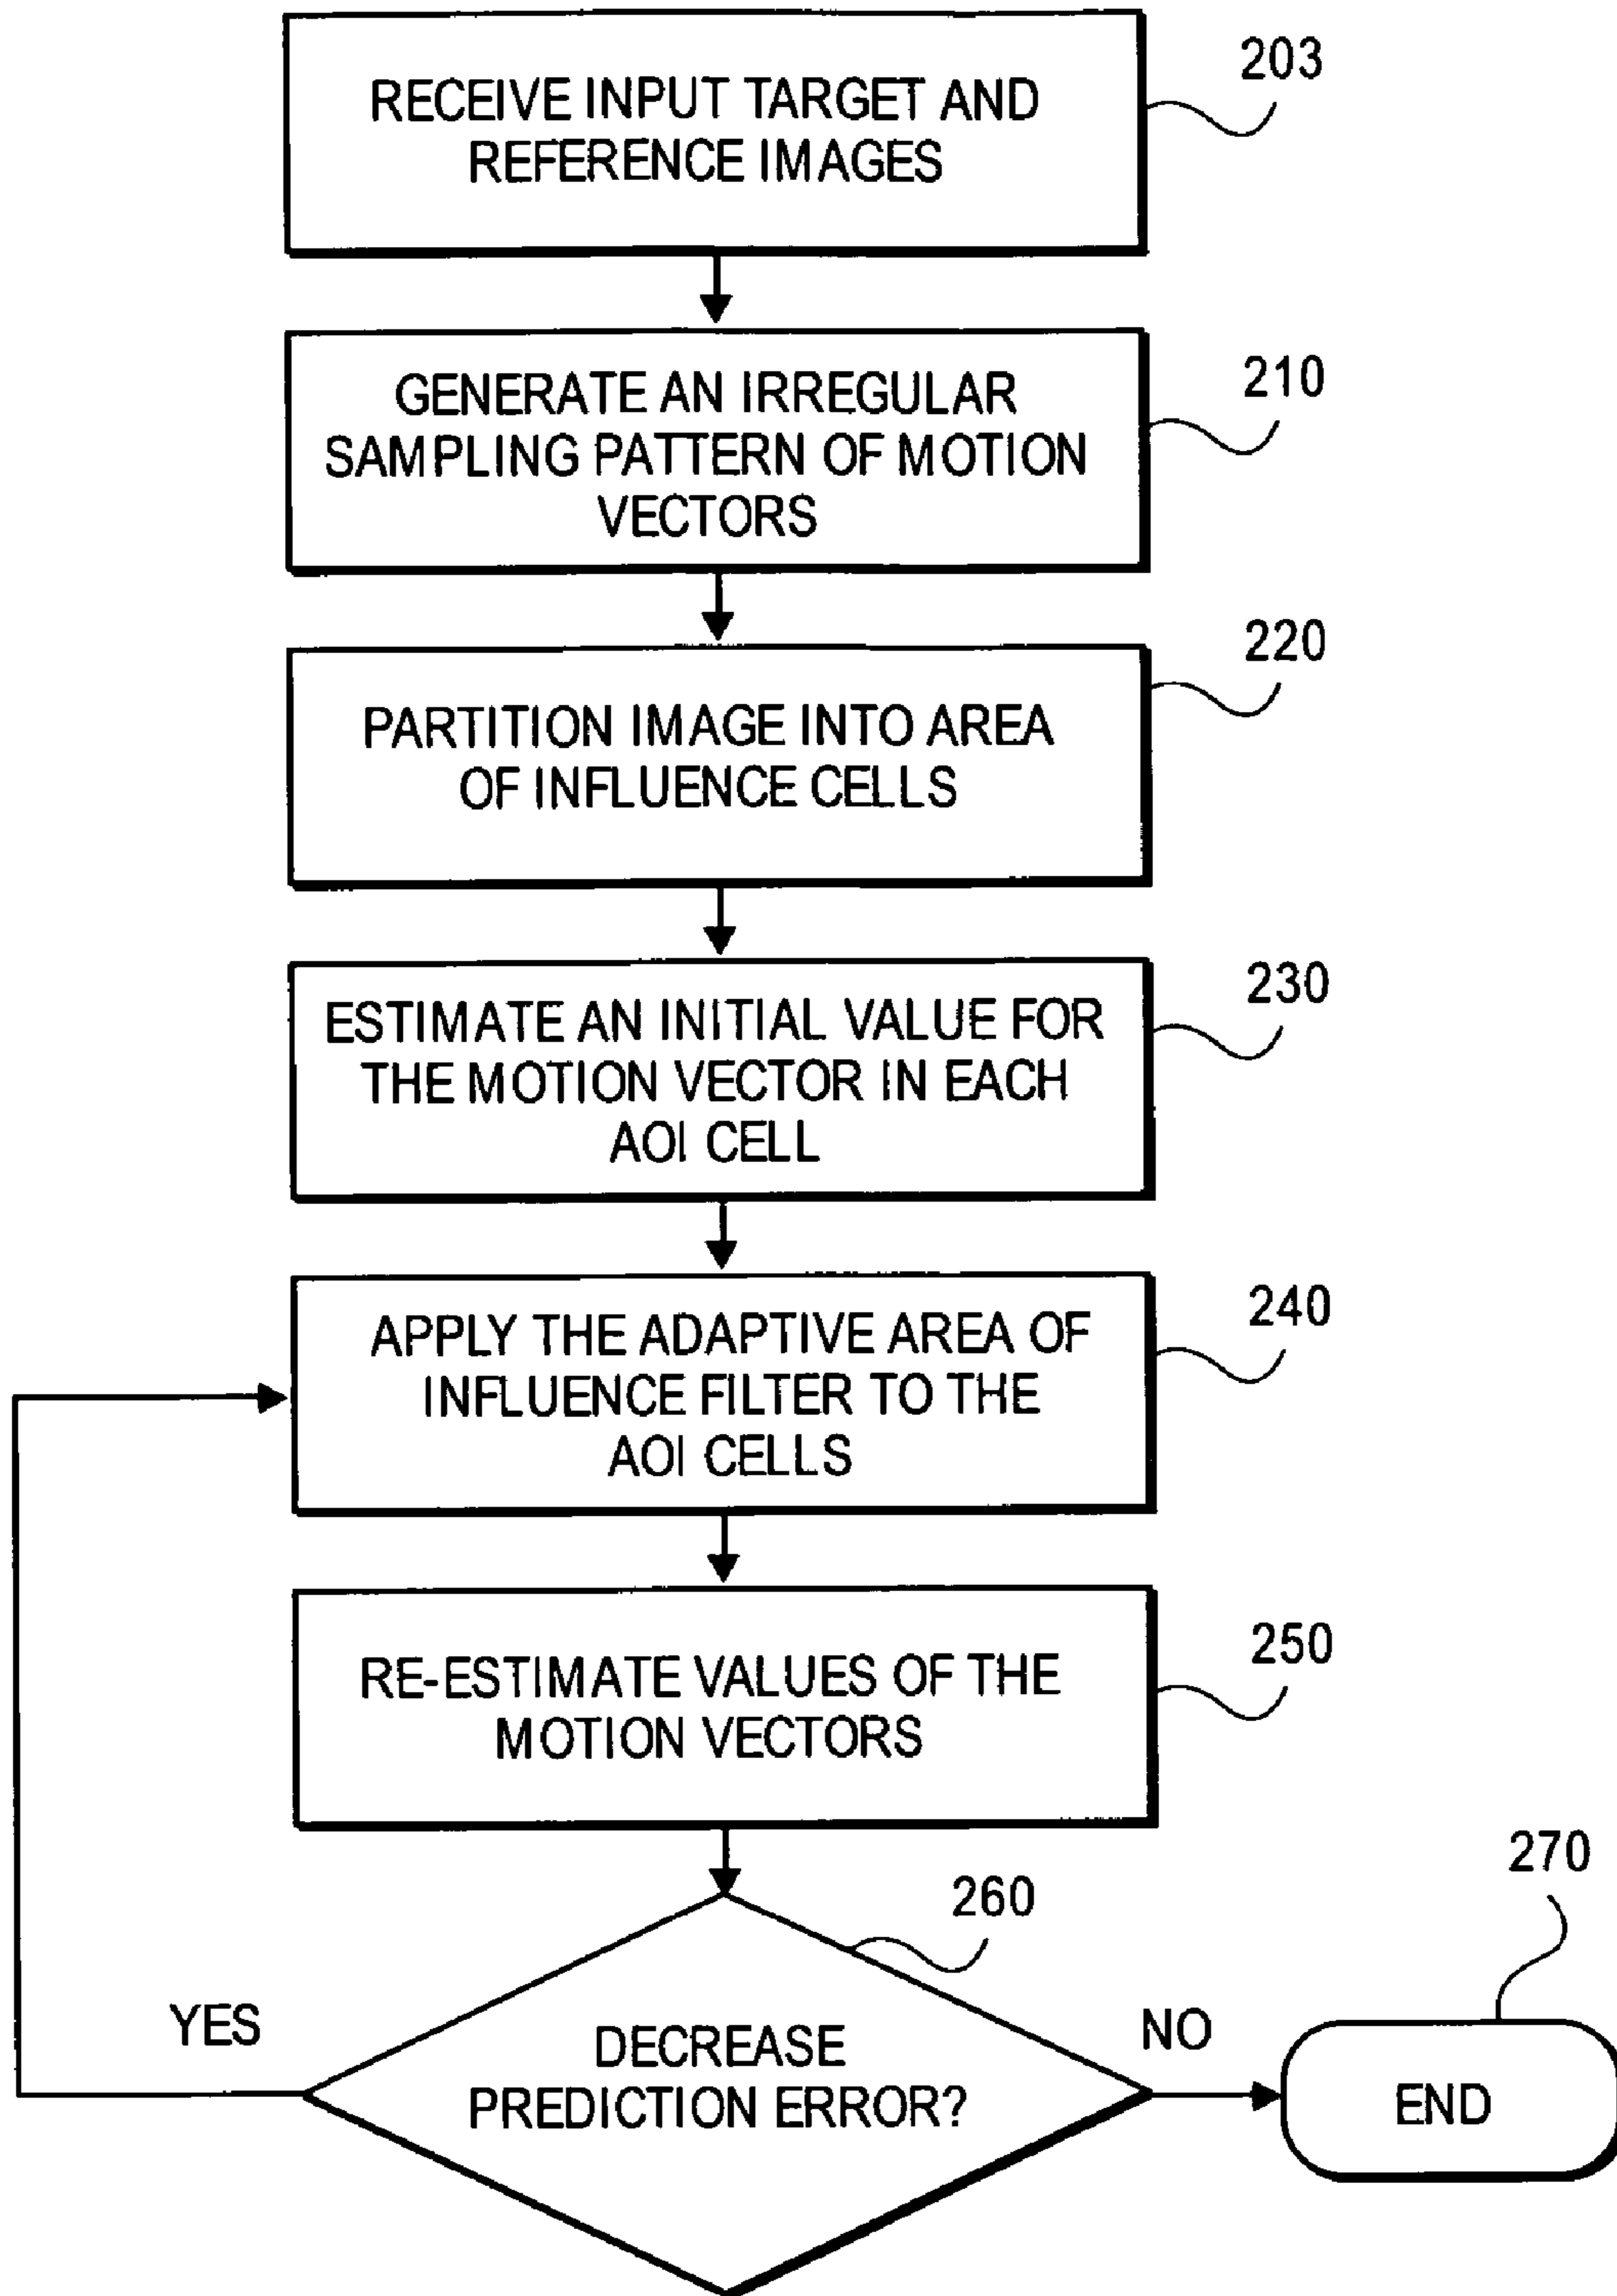 RECEIVE INPUT TARGET AND
REFERENCE IMAGES
203
GENERATE AN IRREGULAR
SAMPLING PATTERN OF MOTION
VECTORS
210
PARTITION IMAGE INTO AREA
OF INFLUENCE CELLS
220
ESTIMATE AN INITIAL VALUE FOR
THE MOTION VECTOR IN EACH
AOI CELL
230
APPLY THE ADAPTIVE AREA OF
INFLUENCE FILTER TO THE
AOI CELLS
240
RE-ESTIMATE VALUES OF THE
MOTION VECTORS
250
260
DECREASE
PREDICTION ERROR?
YES
NO
270
END